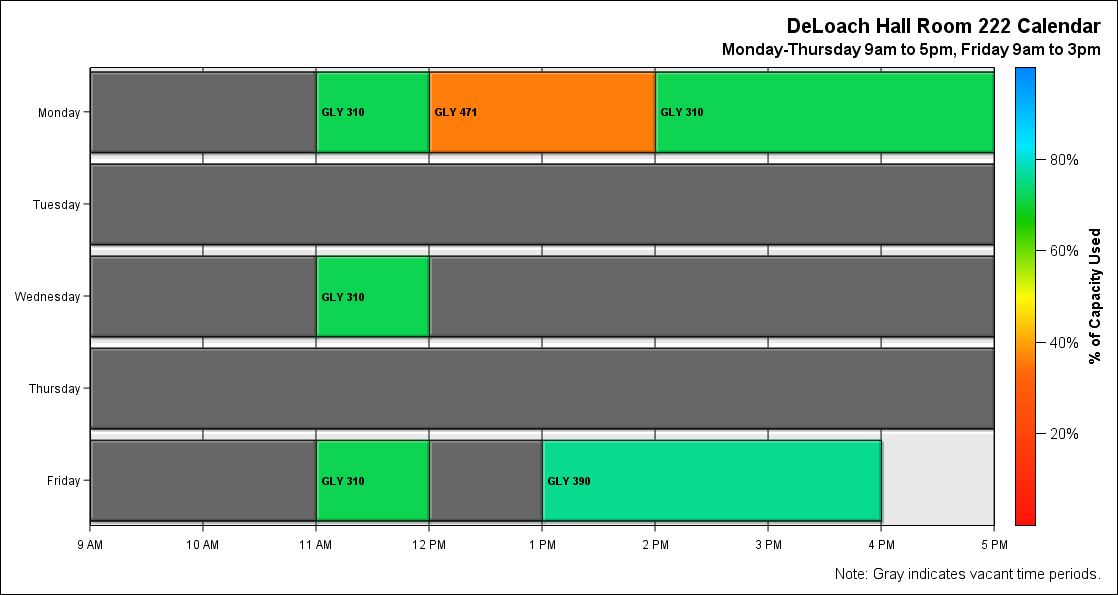 DeLoach Hall Room 222 Calendar
Monday-Thursday 9am to 5pm, Friday 9am to 3pm
Monday
GLY 310
GLY 471
GLY 310
Tuesday
Wednesday
GLY 310
Thursday
Friday
GLY 310
GLY 390
9 AM
10 AM
11 AM
12 PM
1 PM
2 PM
3 PM
4 PM
5 PM
80%
60%
40%
20%
% of Capacity Used
Note: Gray indicates vacant time periods.